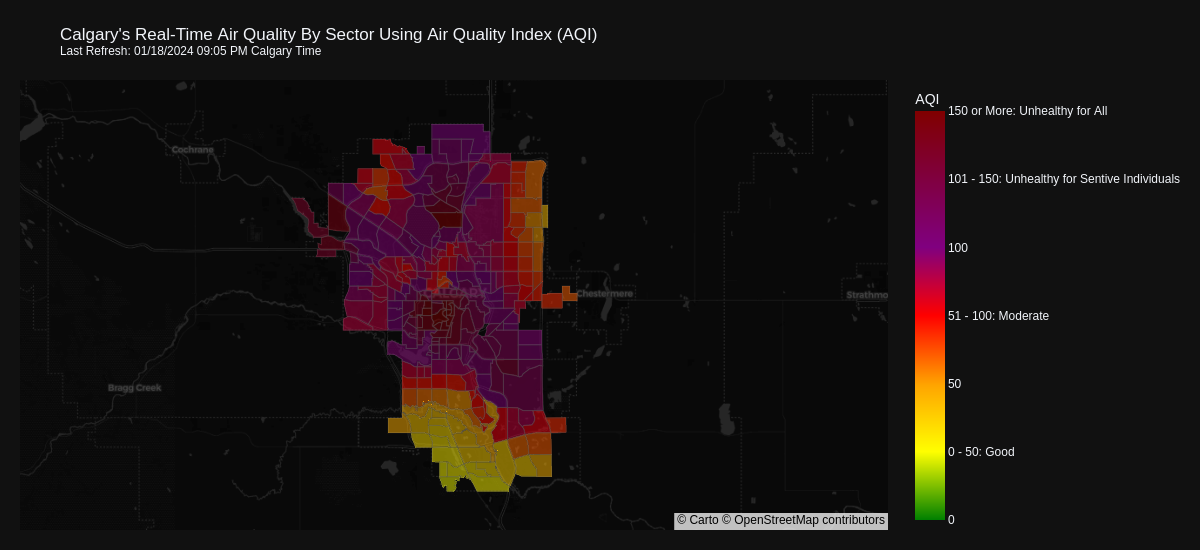 Calgary's Real-Time Air Quality By Sector Using Air Quality Index (AQI)
Last Refresh: 01/18/2024 09:05 PM Calgary Time
AQI
150 or More: Unhealthy for All
101 - 150: Unhealthy for Sentive Individuals
100
51 - 100: Moderate
50
0 - 50: Good
0
Cochrane
CALGARY
Chestermere
Strathmo
Bragg Creek
© Carto © OpenStreetMap contributors